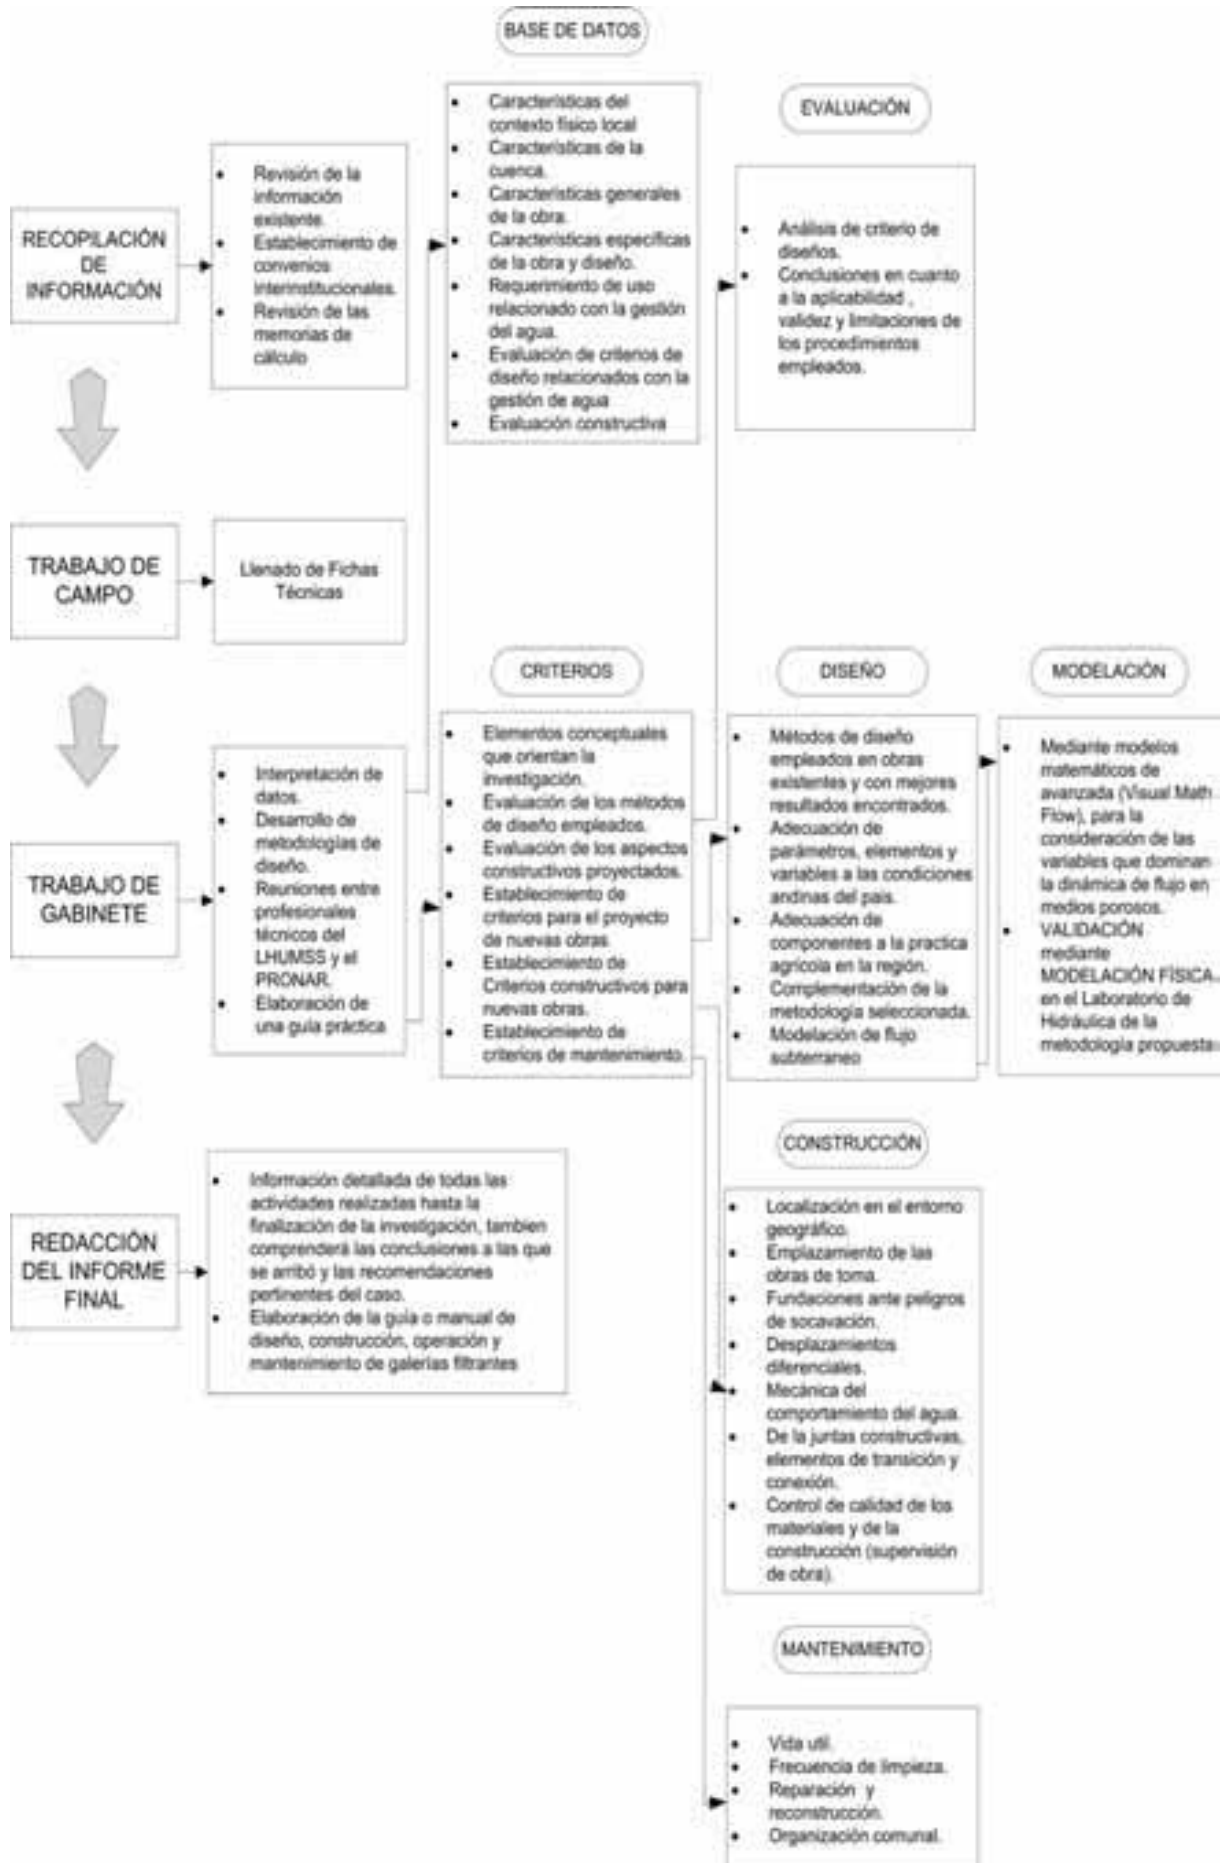 BASE DE DATOS
• Características del
contexto físico local
• Características de la
cuenca.
• Características generales
de la obra.
• Características específicas
de la obra y diseño.
• Requerimiento de uso
relacionado con la gestión
del agua.
• Evaluación de criterios de
diseño relacionados con la
gestión de agua
• Evaluación constructiva
EVALUACIÓN
• Análisis de criterio de
diseños.
• Conclusiones en cuanto
a la aplicabilidad ,
validez y limitaciones de
los procedimientos
empleados.
RECOPILACIÓN
DE
INFORMACIÓN
• Revisión de la
información
existente.
• Establecimiento de
convenios
Interinstitucionales.
• Revisión de las
memorias de
cálculo
TRABAJO DE
CAMPO
Llenado de Fichas
Técnicas
TRABAJO DE
GABINETE
• Interpretación de
datos.
• Desarrollo de
metodologías de
diseño.
• Reuniones entre
profesionales
técnicos del
LHUMSS y el
PRONAR.
• Elaboración de
una guía práctica
CRITERIOS
• Elementos conceptuales
que orientan la
investigación.
• Evaluación de los métodos
de diseño empleados.
• Evaluación de los aspectos
constructivos proyectados.
• Establecimiento de
criterios para el proyecto
de nuevas obras
• Establecimiento de
Criterios constructivos para
nuevas obras.
• Establecimiento de
criterios de mantenimiento.
DISEÑO
• Métodos de diseño
empleados en obras
existentes y con mejores
resultados encontrados.
• Adecuación de
parámetros, elementos y
variables a las condiciones
andinas del país.
• Adecuación de
componentes a la practica
agrícola en la región.
• Complementación de la
metodología seleccionada.
• Modelación de flujo
subterraneo
MODELACIÓN
• Mediante modelos
matemáticos de
avanzada (Visual Math
Flow), para la
consideración de las
variables que dominan
la dinámica de flujo en
medios porosos.
• VALIDACIÓN
mediante
MODELACIÓN FÍSICA
en el Laboratorio de
Hidráulica de la
metodología propuesta
REDACCIÓN
DEL INFORME
FINAL
• Información detallada de todas las
actividades realizadas hasta la
finalización de la investigación, tambien
comprenderá las conclusiones a las que
se arribó y las recomendaciones
pertinentes del caso.
• Elaboración de la guía o manual de
diseño, construcción, operación y
mantenimiento de galerías filtrantes
CONSTRUCCIÓN
• Localización en el entorno
geográfico.
• Emplazamiento de las
obras de toma.
• Fundaciones ante peligros
de socavación.
• Desplazamientos
diferenciales.
• Mecánica del
comportamiento del agua.
• De la juntas constructivas,
elementos de transición y
conexión.
• Control de calidad de los
materiales y de la
construcción (supervisión
de obra).
MANTENIMIENTO
• Vida util.
• Frecuencia de limpieza.
• Reparación y
reconstrucción.
• Organización comunal.